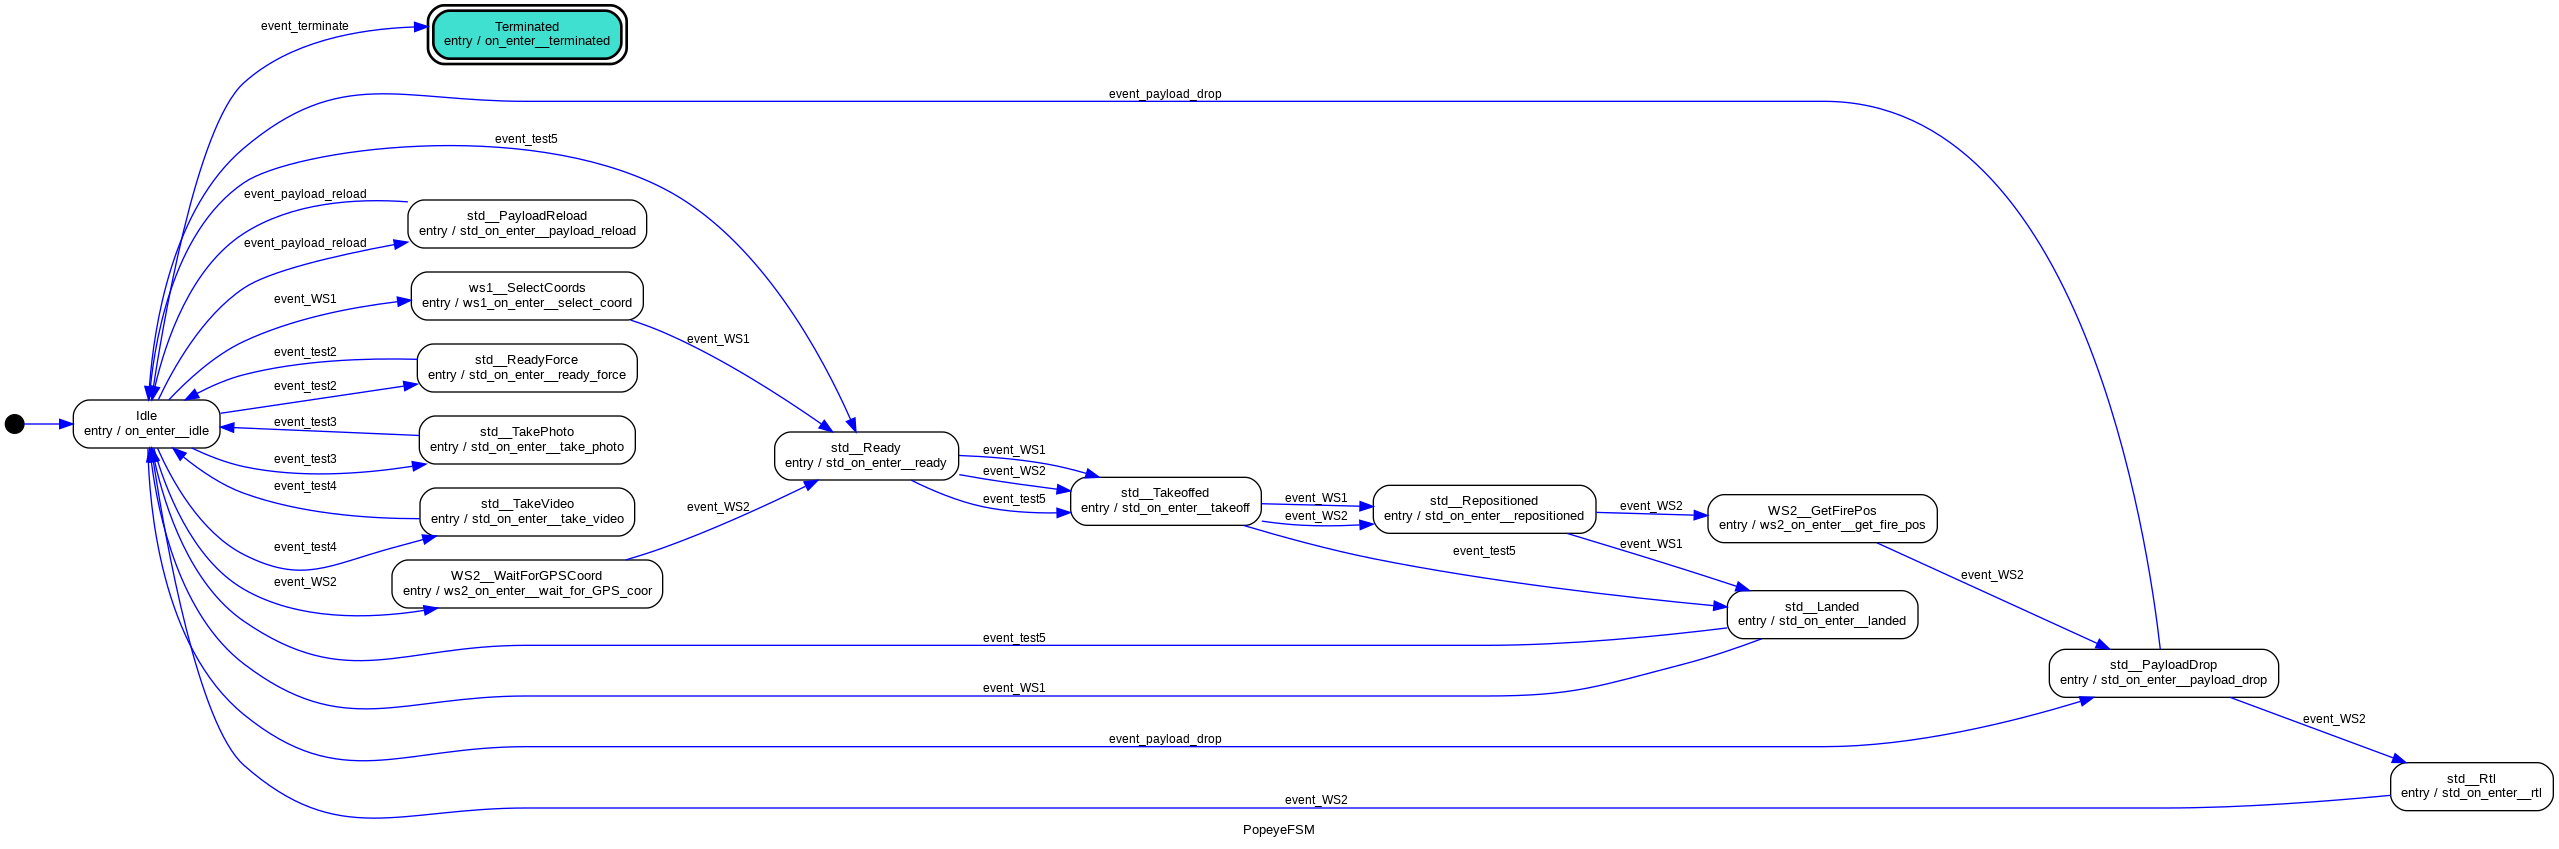 event_terminate
Terminated
entry / on_enter__terminated
event_payload_drop
event_test5
event_payload_reload
std__PayloadReload
entry / std_on_enter__payload_reload
event_payload_reload
ws1__SelectCoords
entry / ws1_on_enter__select_coord
event_WS1
event_WS1
event_test2
std__ReadyForce
entry / std_on_enter__ready_force
event_test2
Idle
entry / on_enter__idle
event_test3
std__TakePhoto
entry / std_on_enter__take_photo
event_test3
event_test4
std__TakeVideo
entry / std_on_enter__take_video
event_test4
event_WS2
WS2__WaitForGPSCoord
entry / ws2_on_enter__wait_for_GPS_coor
event_WS2
std__Ready
entry / std_on_enter__ready
event_WS1
event_WS2
event_test5
std__Takeoffed
entry / std_on_enter__takeoff
event_WS1
event_WS2
std__Repositioned
entry / std_on_enter__repositioned
event_WS2
event_WS1
event_test5
WS2__GetFirePos
entry / ws2_on_enter__get_fire_pos
event_WS2
std__Landed
entry / std_on_enter__landed
event_test5
event_WS1
std__PayloadDrop
entry / std_on_enter__payload_drop
event_payload_drop
event_WS2
std__Rtl
entry / std_on_enter__rtl
event_WS2
PopeyeFSM